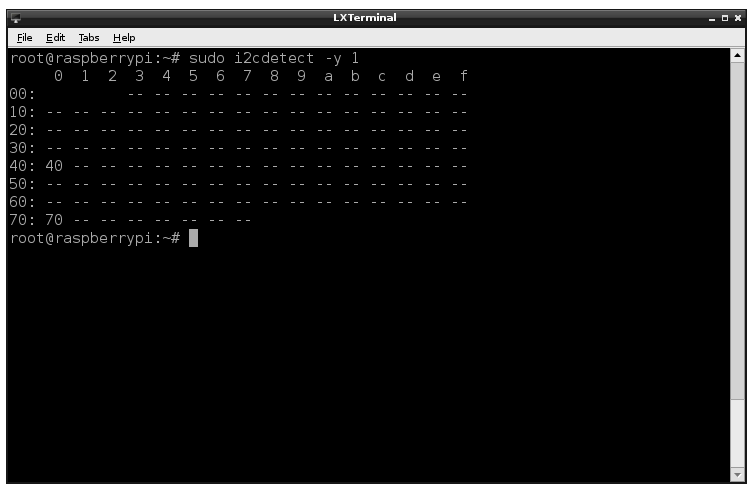 LXTerminal
File Edit Tabs Help
root@raspberrypi:~# sudo i2cdetect -y 1
     0  1  2  3  4  5  6  7  8  9  a  b  c  d  e  f
00:          -- -- -- -- -- -- -- -- -- -- -- -- --
10: -- -- -- -- -- -- -- -- -- -- -- -- -- -- -- --
20: -- -- -- -- -- -- -- -- -- -- -- -- -- -- -- --
30: -- -- -- -- -- -- -- -- -- -- -- -- -- -- -- --
40: 40 -- -- -- -- -- -- -- -- -- -- -- -- -- -- --
50: -- -- -- -- -- -- -- -- -- -- -- -- -- -- -- --
60: -- -- -- -- -- -- -- -- -- -- -- -- -- -- -- --
70: 70 -- -- -- -- -- -- --
root@raspberrypi:~#